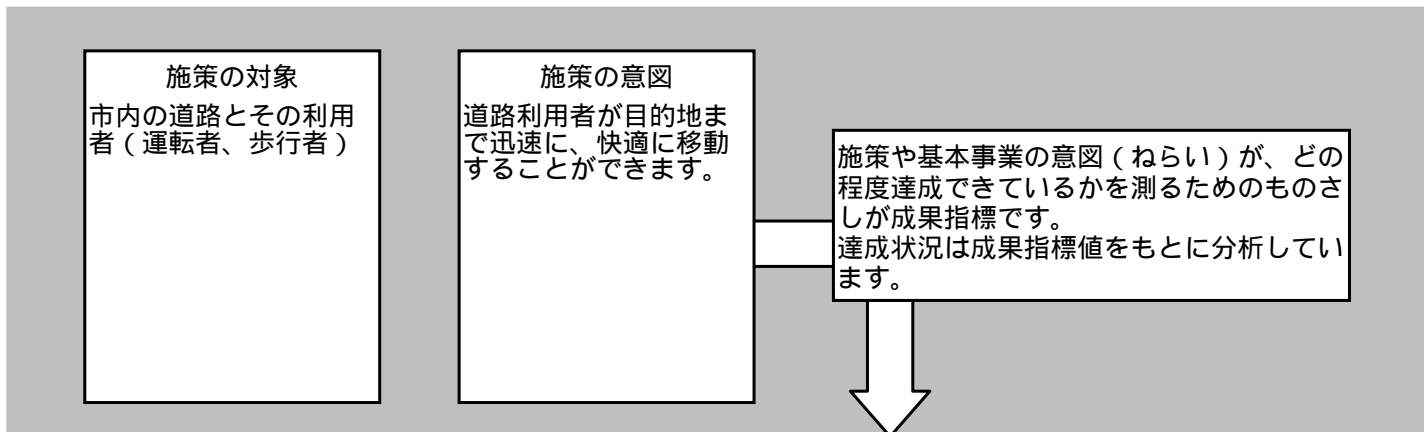 施策の対象
市内の道路とその利用
者（運転者、歩行者）
施策の意図
道路利用者が目的地ま
で迅速に、快適に移動
することができます。
施策や基本事業の意図（ねらい）が、どの
程度達成できているかを測るためのものさ
しが成果指標です。
達成状況は成果指標値をもとに分析してい
ます。